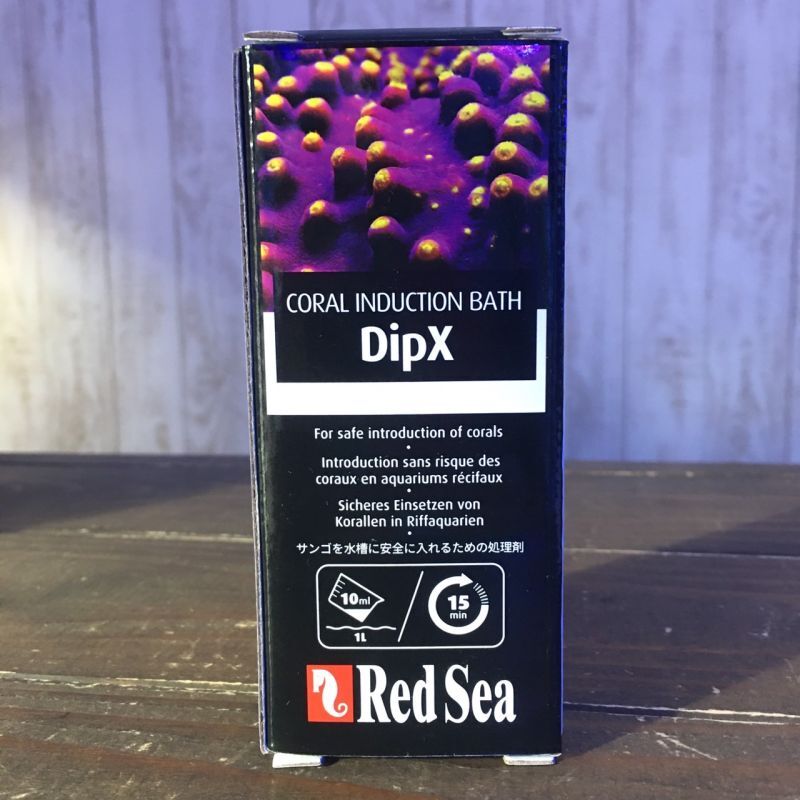 CORAL INDUCTION BATH
DipX
For safe introduction of corals
•
Introduction sans risque des
coraux en aquariums récifaux
•
Sicheres Einsetzen von
Korallen in Riffaquarien
•
サンゴを水槽に安全に入れるための処理剤
10ml
1L
15
min
Red Sea